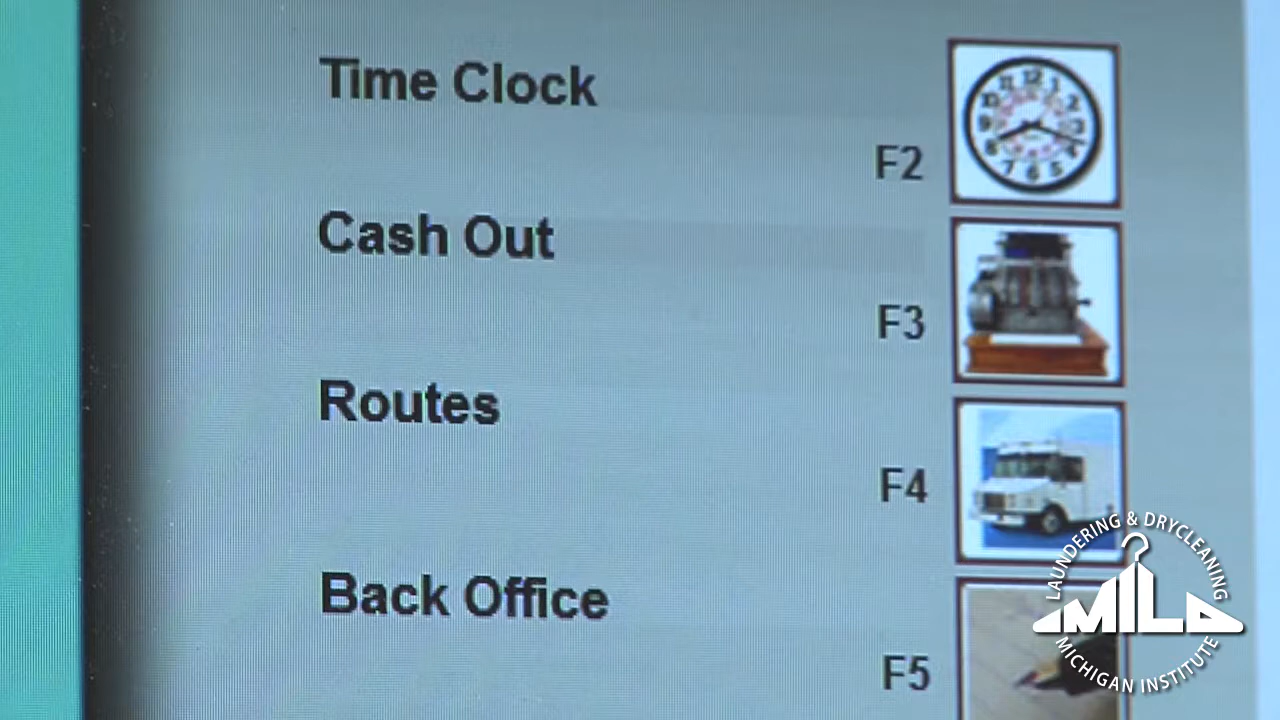 Time Clock
F2
Cash Out
F3
Routes
F4
Back Office
F5
LAUNDERING & DRYCLEANING
MILD
MICHIGAN INSTITUTE